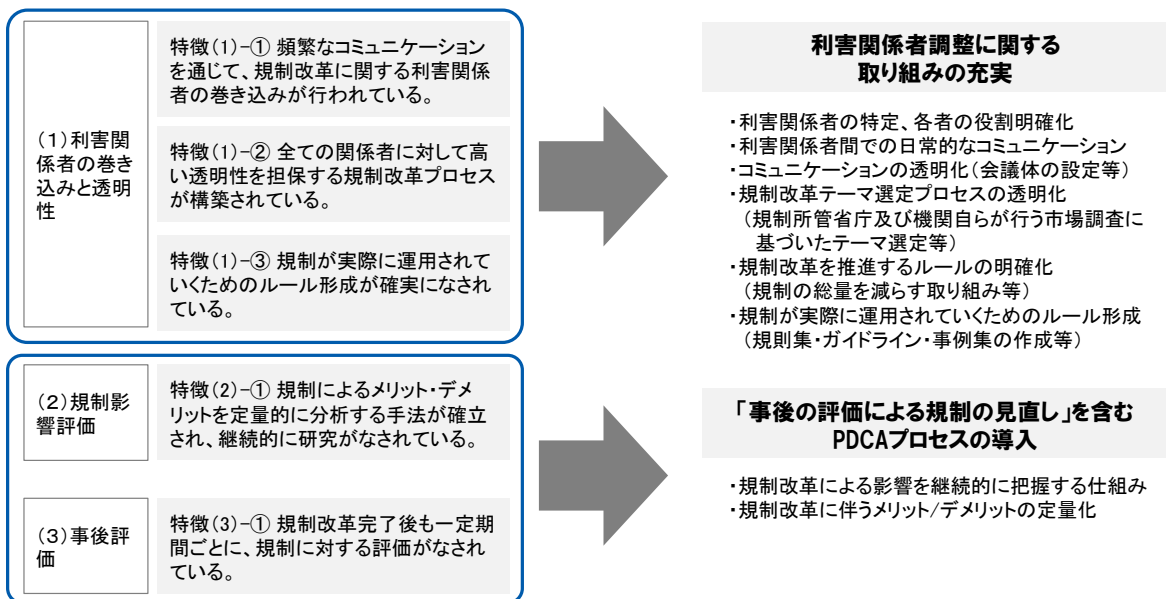 (1)利害関
係者の巻き
込みと透明
性
特徴(1)-① 頻繁なコミュニケーション
を通じて、規制改革に関する利害関係
者の巻き込みが行われている。
特徴(1)-② 全ての関係者に対して高
い透明性を担保する規制改革プロセス
が構築されている。
特徴(1)-③ 規制が実際に運用されて
いくためのルール形成が確実になされ
ている。
利害関係者調整に関する
取り組みの充実
・利害関係者の特定、各者の役割明確化
・利害関係者間での日常的なコミュニケーション
・コミュニケーションの透明化(会議体の設定等)
・規制改革テーマ選定プロセスの透明化
(規制所管省庁及び機関自らが行う市場調査に
基づいたテーマ選定等)
・規制改革を推進するルールの明確化
(規制の総量を減らす取り組み等)
・規制が実際に運用されていくためのルール形成
(規則集・ガイドライン・事例集の作成等)
(2)規制影
響評価
特徴(2)-① 規制によるメリット・デメ
リットを定量的に分析する手法が確立
され、継続的に研究がなされている。
(3)事後評
価
特徴(3)-① 規制改革完了後も一定期
間ごとに、規制に対する評価がなされ
ている。
「事後の評価による規制の見直し」を含む
PDCAプロセスの導入
・規制改革による影響を継続的に把握する仕組み
・規制改革に伴うメリット/デメリットの定量化